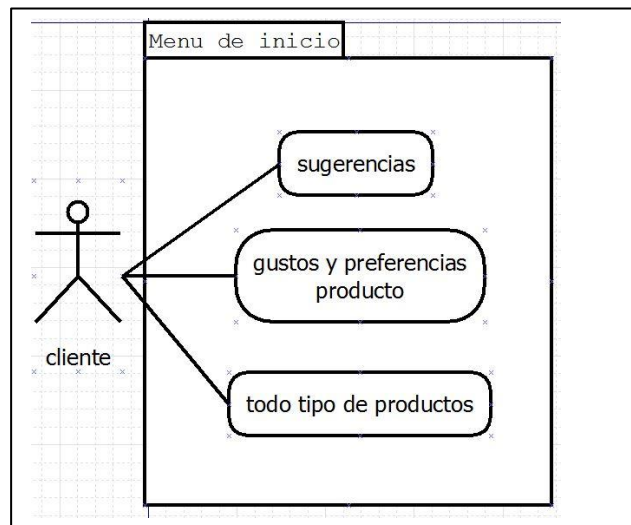 Menu de inicio
sugerencias
gustos y preferencias
producto
cliente
todo tipo de productos